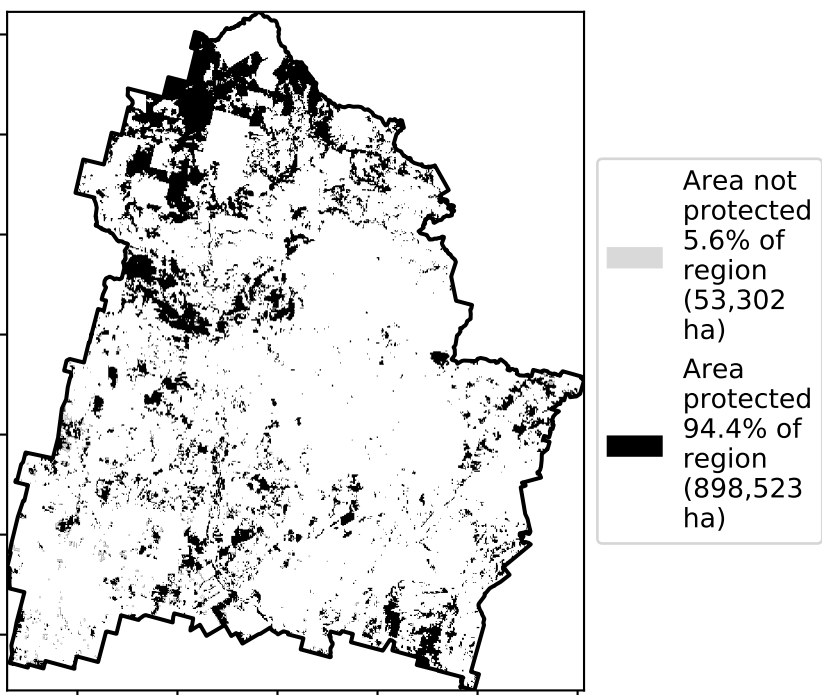 Area not
protected
5.6% of
region
(53,302
ha)
Area
protected
94.4% of
region
(898,523
ha)